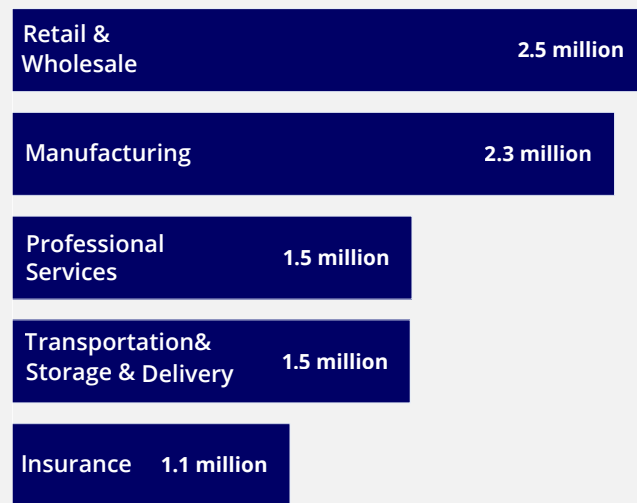 Retail &
Wholesale
2.5 million
Manufacturing
2.3 million
Professional
Services
1.5 million
Transportation&
Storage & Delivery
1.5 million
Insurance
1.1 million